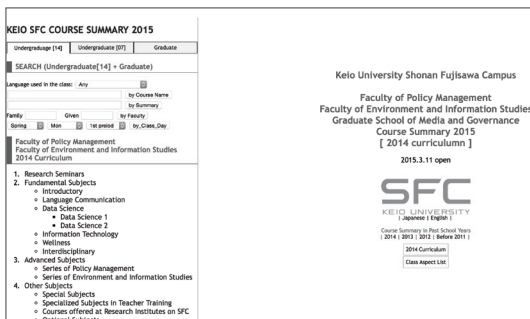 KEIO SFC COURSE SUMMARY 2015
Undergraduage [14] Undergraduate [07] Graduate
SEARCH (Undergraduate[14] + Graduate)
Language used in the class: Any
by Course Name
by Summary
Family Given by Faculty
Spring Mon 1st preiod by_Class_Day
Faculty of Policy Management
Faculty of Environment and Information Studies
2014 Curriculum
1. Research Seminars
2. Fundamental Subjects
Introductory
Language Communication
Data Science
Data Science 1
Data Science 2
Information Technology
Wellness
Interdisciplinary
3. Advanced Subjects
Series of Policy Management
Series of Environment and Information Studies
4. Other Subjects
Special Subjects
Specialized Subjects in Teacher Training
Courses offered at Research Institutes on SFC
Optional Subjects
Keio University Shonan Fujisawa Campus
Faculty of Policy Management
Faculty of Environment and Information Studies
Graduate School of Media and Governance
Course Summary 2015
[ 2014 curriculumn ]
2015.3.11 open
SFC
KEIO UNIVERSITY
| Japanese | English |
Course Summary in Past School Years
| 2014 | 2013 | 2012 | Before 2011 |
2014 Curriculum
Class Aspect List